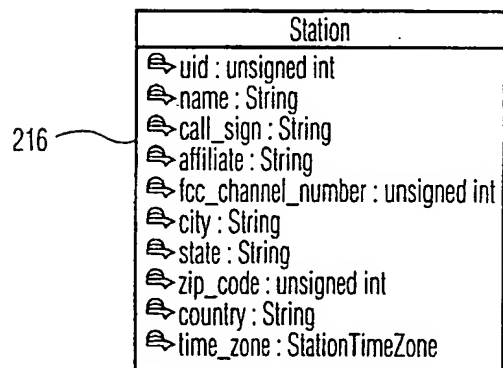 Station
uid : unsigned int
name : String
call_sign : String
216
affiliate : String
fcc_channel_number : unsigned int
city : String
state : String
zip_code : unsigned int
country : String
time_zone : StationTimeZone